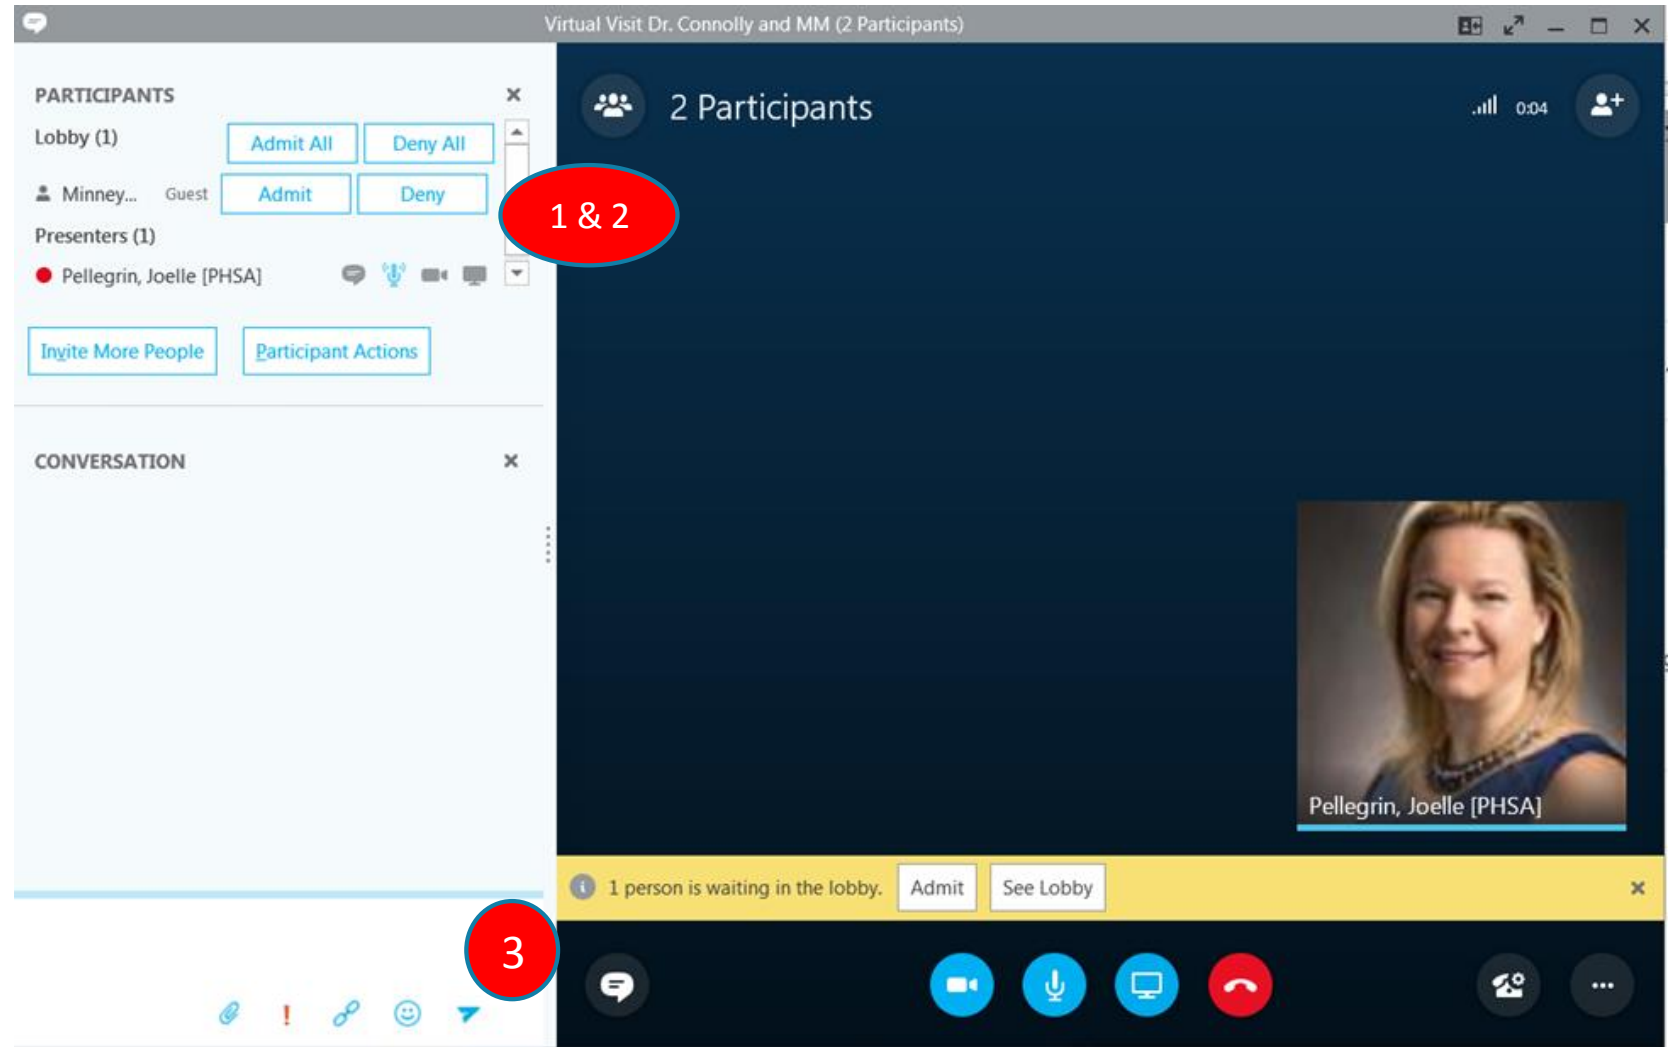 Virtual Visit Dr. Connolly and MM (2 Participants)
PARTICIPANTS
Lobby (1) Admit All Deny All
Minney... Guest Admit Deny
Presenters (1)
Pellegrin, Joelle [PHSA]
Invite More People Participant Actions
CONVERSATION
1 & 2
3
2 Participants
0:04
Pellegrin, Joelle [PHSA]
1 person is waiting in the lobby. Admit See Lobby